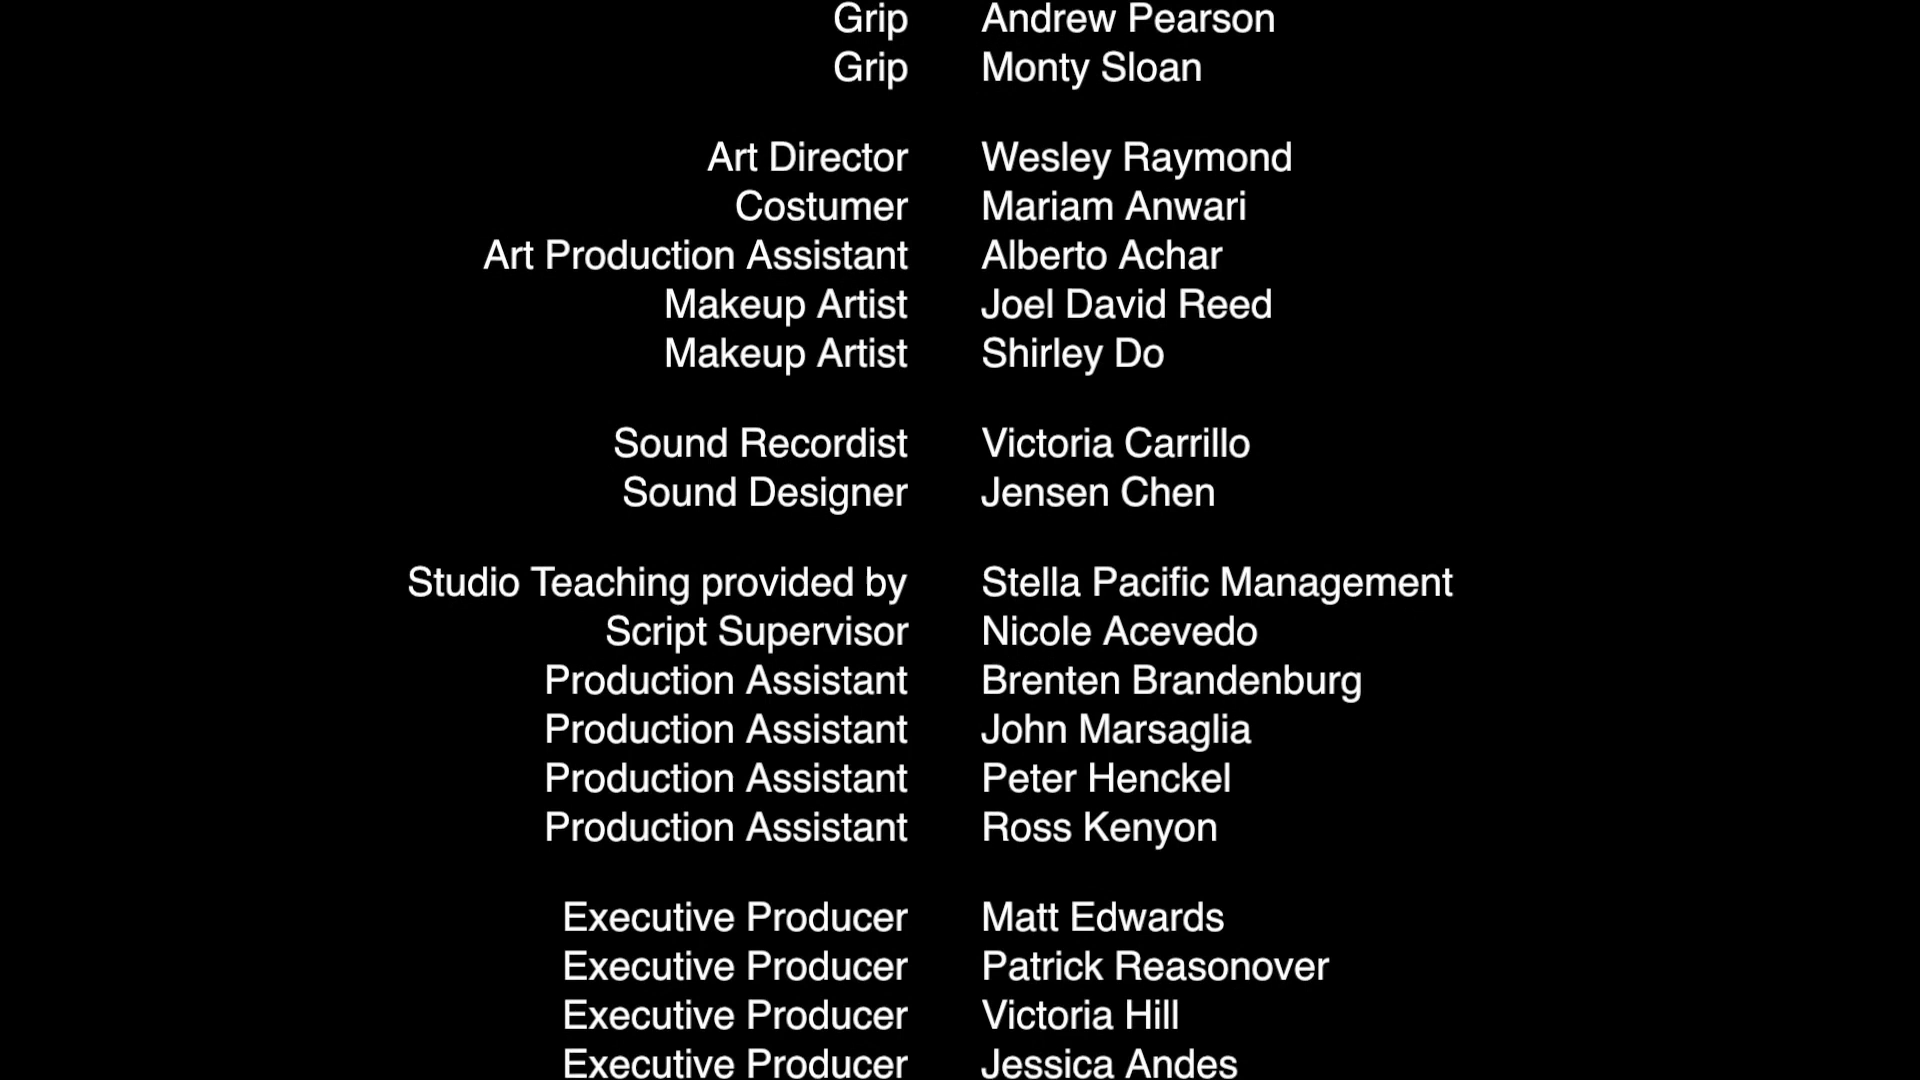 Grip Andrew Pearson
Grip Monty Sloan
Art Director Wesley Raymond
Costumer Mariam Anwari
Art Production Assistant Alberto Achar
Makeup Artist Joel David Reed
Makeup Artist Shirley Do
Sound Recordist Victoria Carrillo
Sound Designer Jensen Chen
Studio Teaching provided by Stella Pacific Management
Script Supervisor Nicole Acevedo
Production Assistant Brenten Brandenburg
Production Assistant John Marsaglia
Production Assistant Peter Henckel
Production Assistant Ross Kenyon
Executive Producer Matt Edwards
Executive Producer Patrick Reasonover
Executive Producer Victoria Hill
Executive Producer Jessica Andes